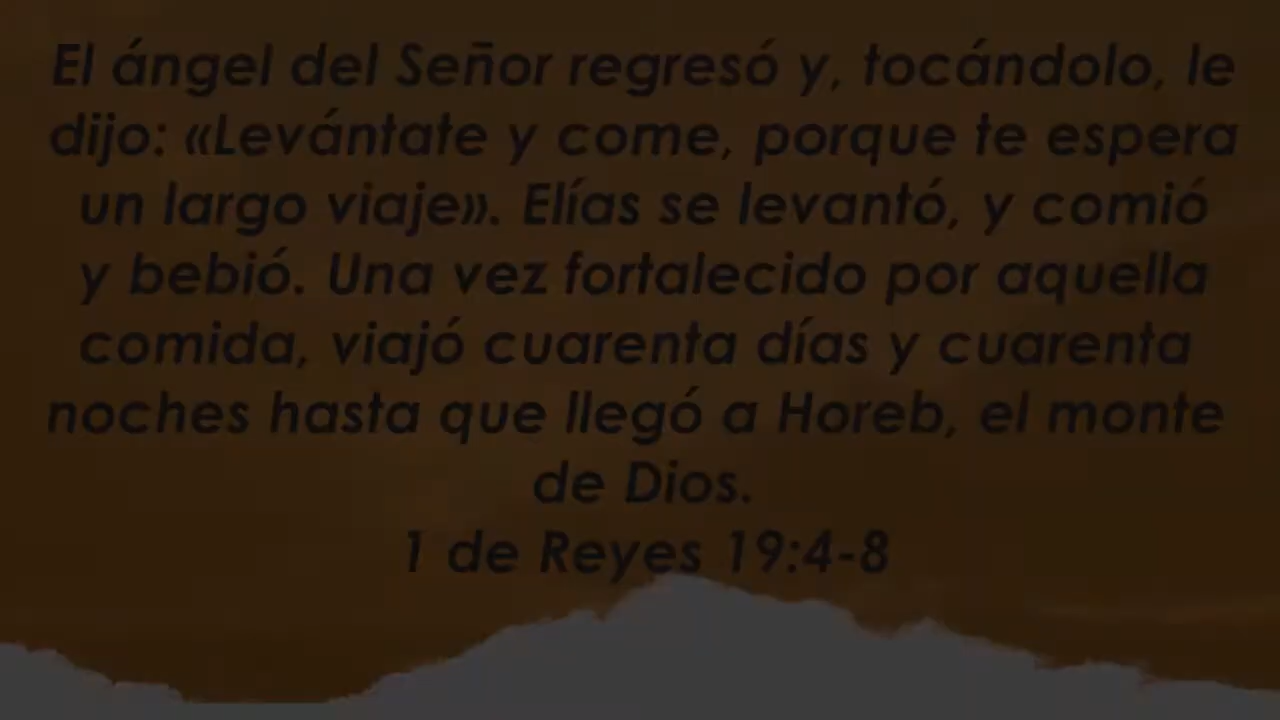 El ángel del Señor regresó y, tocándolo, le
dijo: «Levántate y come, porque te espera
un largo viaje». Elías se levantó, y comió
y bebió. Una vez fortalecido por aquella
comida, viajó cuarenta días y cuarenta
noches hasta que llegó a Horeb, el monte
de Dios.
1 de Reyes 19:4-8